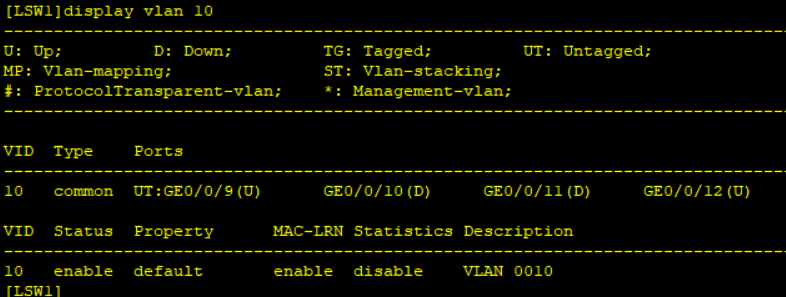 [LSW1]display vlan 10
--------------------------------------------------------------------------------
U: Up;         D: Down;         TG: Tagged;         UT: Untagged;
MP: Vlan-mapping;               ST: Vlan-stacking;
#: ProtocolTransparent-vlan;    *: Management-vlan;
--------------------------------------------------------------------------------
VID  Type    Ports
--------------------------------------------------------------------------------
10   common  UT:GE0/0/9(U)      GE0/0/10(D)     GE0/0/11(D)     GE0/0/12(U)
VID  Status  Property      MAC-LRN Statistics Description
--------------------------------------------------------------------------------
10   enable  default       enable  disable    VLAN 0010
[LSW1]